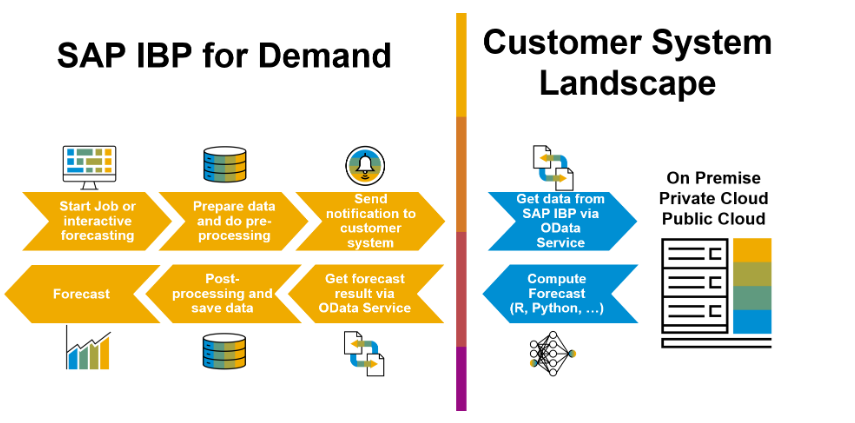 SAP IBP for Demand
Customer System
Landscape
Start Job or
interactive
forecasting
Prepare data
and do pre-
processing
Send
notification to
customer
system
Get data from
SAP IBP via
OData
Service
On Premise
Private Cloud
Public Cloud
Forecast
Post-
processing and
save data
Get forecast
result via
OData Service
Compute
Forecast
(R, Python, …)